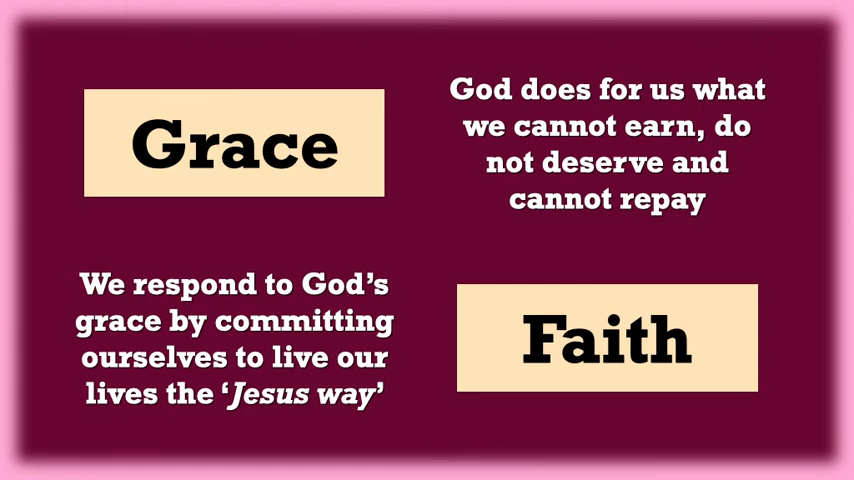 Grace
God does for us what
we cannot earn, do
not deserve and
cannot repay
We respond to God’s
grace by committing
ourselves to live our
lives the ‘Jesus way’
Faith